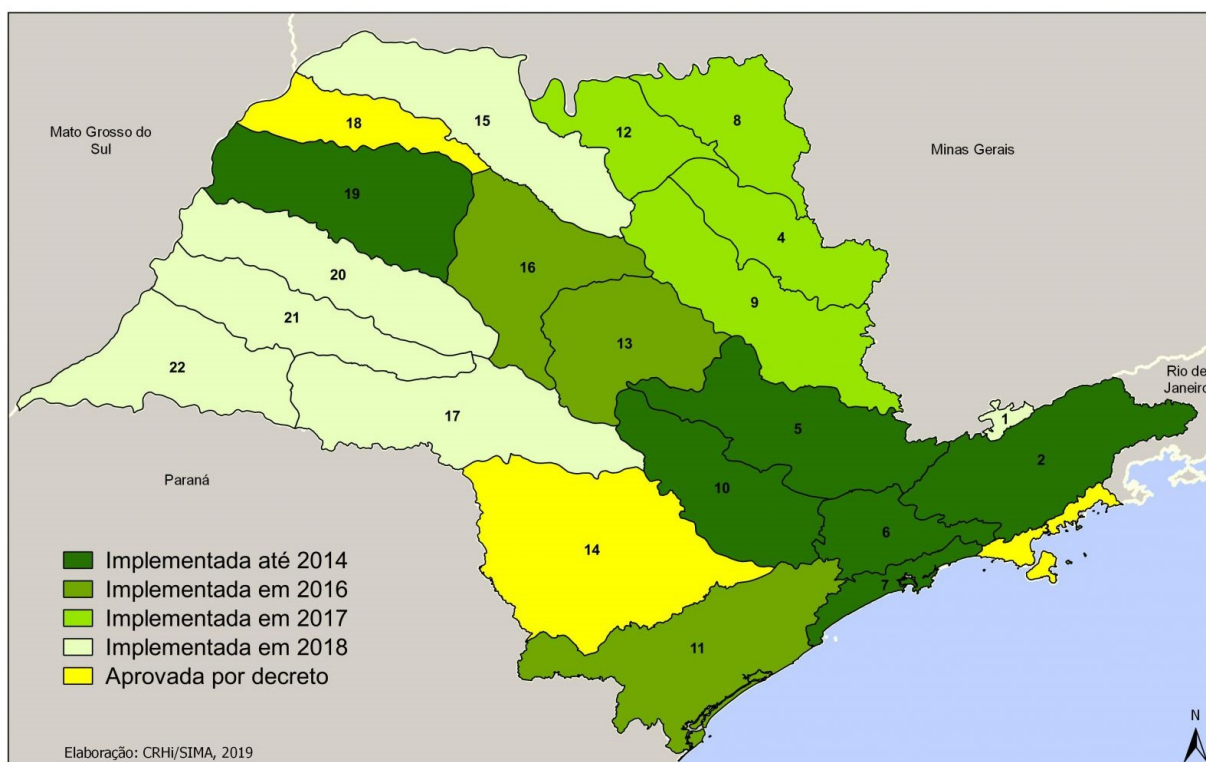 Mato Grosso do
Sul
18
15
12
8
Minas Gerais
19
16
4
20
9
21
13
22
17
5
1
Rio de
Janeiro
2
Paraná
10
6
14
7
11
Implementada até 2014
Implementada em 2016
Implementada em 2017
Implementada em 2018
Aprovada por decreto
Elaboração: CRHi/SIMA, 2019
N